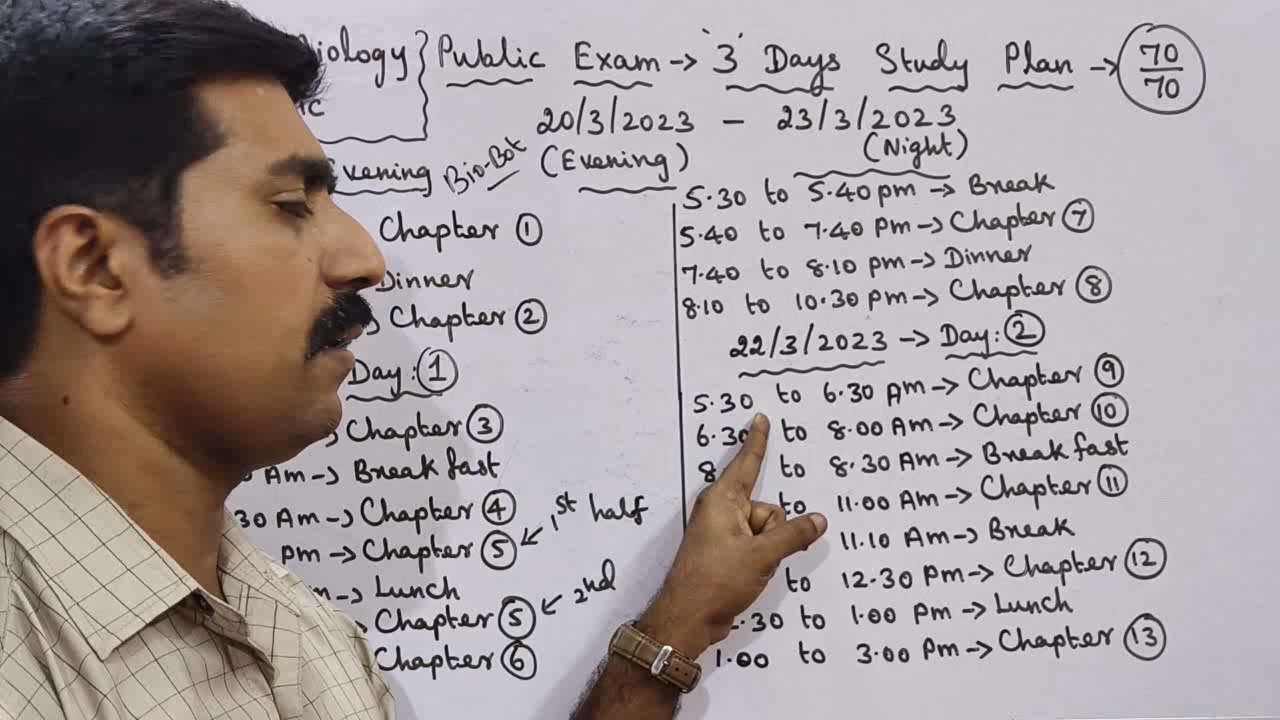 Biology } Public Exam → '3' Days Study Plan → 70/70
20/3/2023 - 23/3/2023
(Evening) (Night)
Evening Bio-Bot
Chapter ①
Dinner
Chapter ②
Day: ①
Chapter ③
Am → Break fast
30 Am → Chapter ④
Pm → Chapter ⑤ ← 1st half
Lunch
Chapter ⑤ ← 2nd
Chapter ⑥
5.30 to 5.40 pm → Break
5.40 to 7.40 Pm → Chapter ⑦
7.40 to 8.10 pm → Dinner
8.10 to 10.30 pm → Chapter ⑧
22/3/2023 → Day: ②
5.30 to 6.30 Am → Chapter ⑨
6.30 to 8.00 Am → Chapter ⑩
8 to 8.30 Am → Break fast
to 11.00 Am → Chapter ⑪
11.10 Am → Break
to 12.30 Pm → Chapter ⑫
.30 to 1.00 Pm → Lunch
1.00 to 3.00 Pm → Chapter ⑬